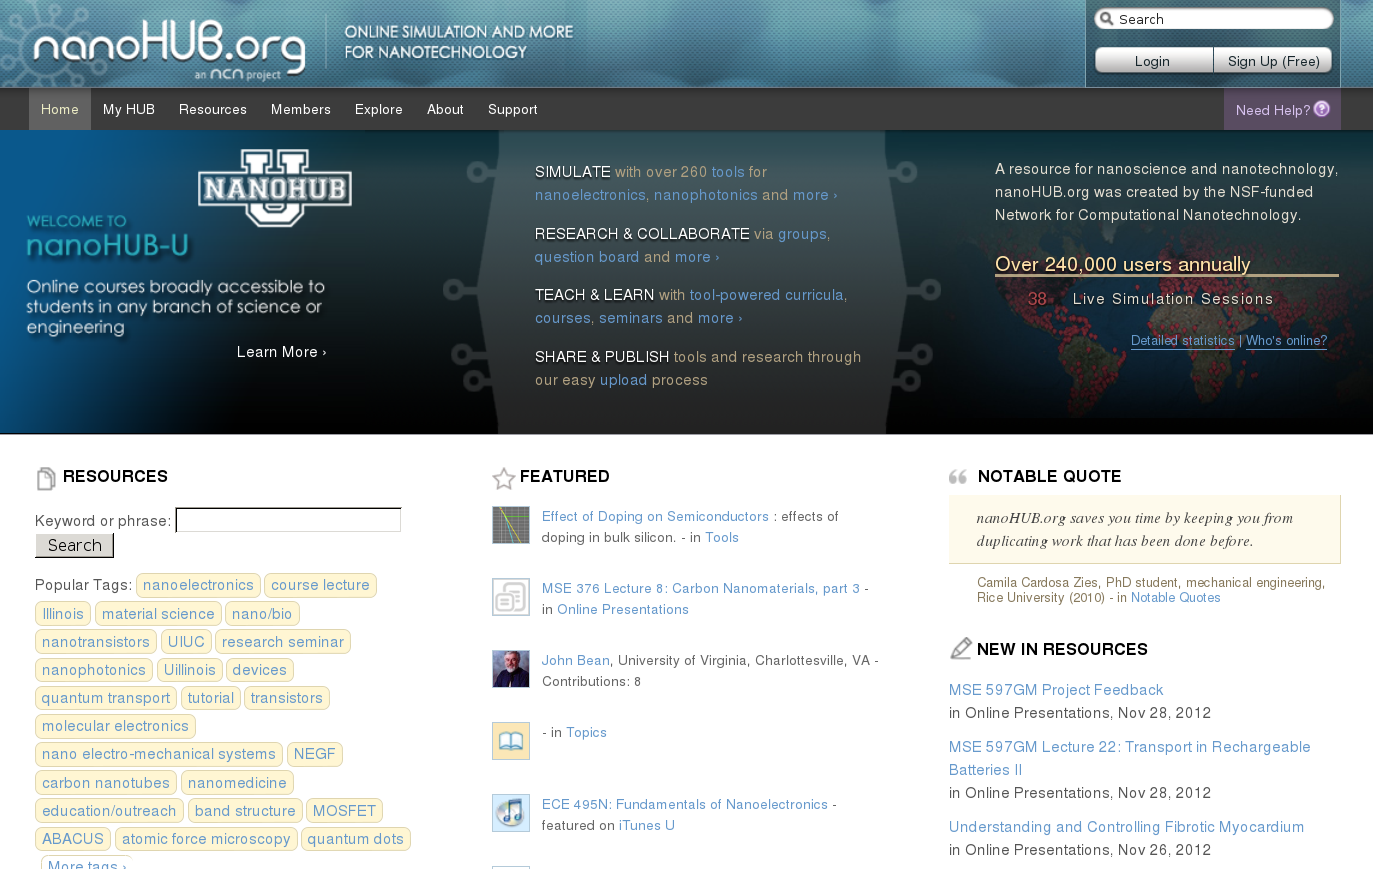 nanoHUB.org
an ncn project
ONLINE SIMULATION AND MORE
FOR NANOTECHNOLOGY
Search
Login
Sign Up (Free)
Home
My HUB
Resources
Members
Explore
About
Support
Need Help?
U
NANOHUB
WELCOME TO
nanoHUB-U
Online courses broadly accessible to
students in any branch of science or
engineering
Learn More ›
SIMULATE with over 260 tools for
nanoelectronics, nanophotonics and more ›
RESEARCH & COLLABORATE via groups,
question board and more ›
TEACH & LEARN with tool-powered curricula,
courses, seminars and more ›
SHARE & PUBLISH tools and research through
our easy upload process
A resource for nanoscience and nanotechnology,
nanoHUB.org was created by the NSF-funded
Network for Computational Nanotechnology.
Over 240,000 users annually
38 Live Simulation Sessions
Detailed statistics | Who's online?
RESOURCES
Keyword or phrase:
Search
Popular Tags: nanoelectronics course lecture
Illinois material science nano/bio
nanotransistors UIUC research seminar
nanophotonics Uillinois devices
quantum transport tutorial transistors
molecular electronics
nano electro-mechanical systems NEGF
carbon nanotubes nanomedicine
education/outreach band structure MOSFET
ABACUS atomic force microscopy quantum dots
More tags ›
FEATURED
Effect of Doping on Semiconductors : effects of
doping in bulk silicon. - in Tools
MSE 376 Lecture 8: Carbon Nanomaterials, part 3 -
in Online Presentations
John Bean, University of Virginia, Charlottesville, VA -
Contributions: 8
- in Topics
ECE 495N: Fundamentals of Nanoelectronics -
featured on iTunes U
NOTABLE QUOTE
nanoHUB.org saves you time by keeping you from
duplicating work that has been done before.
Camila Cardosa Zies, PhD student, mechanical engineering,
Rice University (2010) - in Notable Quotes
NEW IN RESOURCES
MSE 597GM Project Feedback
in Online Presentations, Nov 28, 2012
MSE 597GM Lecture 22: Transport in Rechargeable
Batteries II
in Online Presentations, Nov 28, 2012
Understanding and Controlling Fibrotic Myocardium
in Online Presentations, Nov 26, 2012